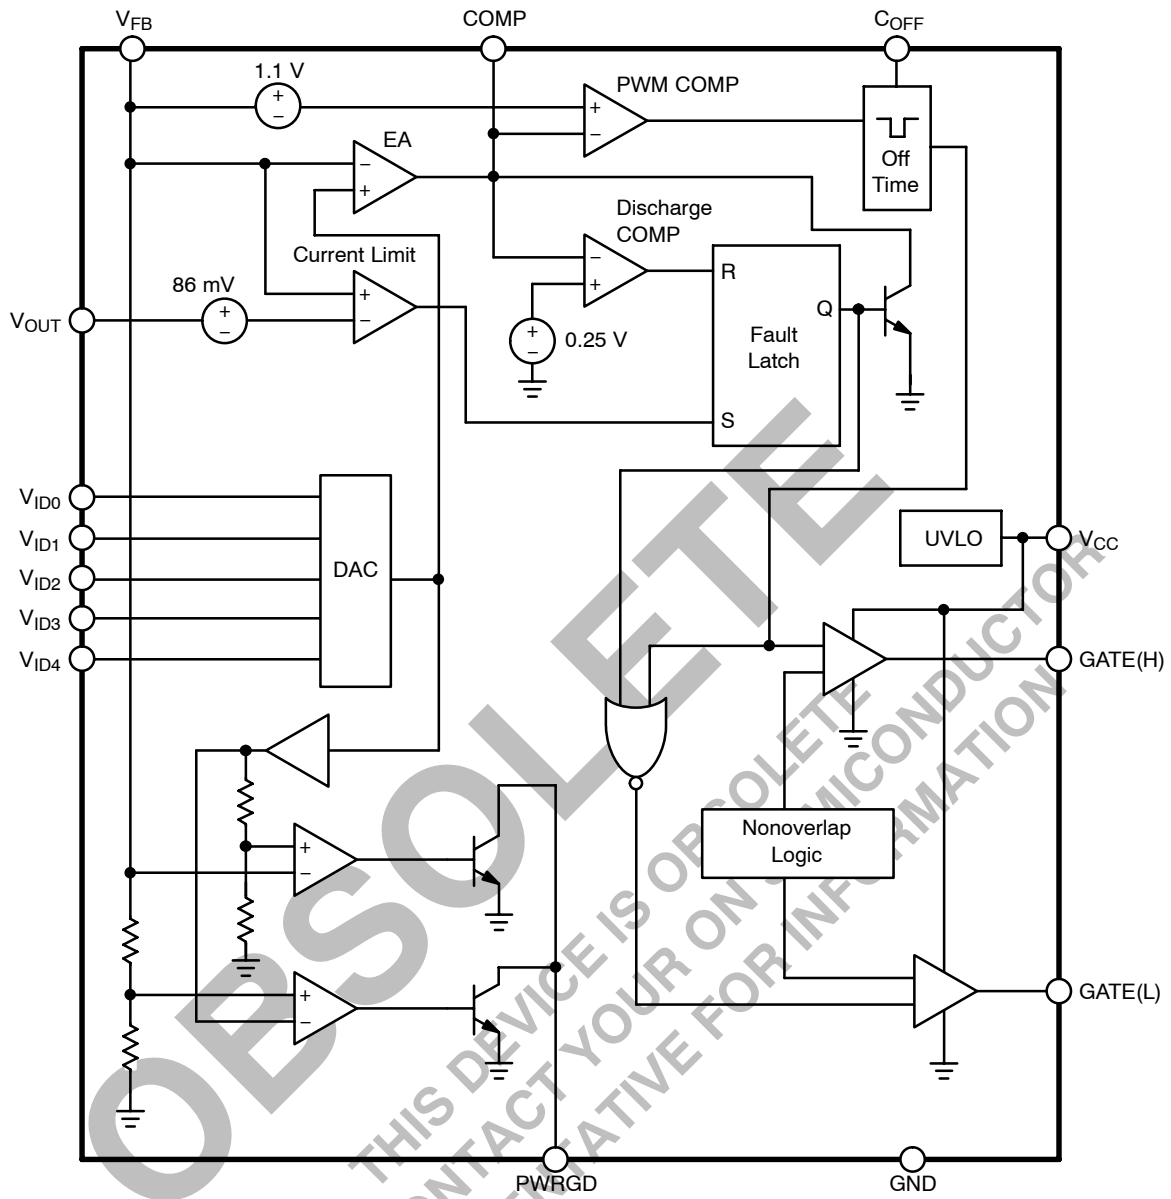 VFB
COMP
COFF
1.1 V
+
−
PWM COMP
+
−
EA
−
+
Off
Time
Discharge
COMP
−
+
Current Limit
+
−
86 mV
+
−
VOUT
R
Q
Fault
Latch
S
+
−
0.25 V
VID0
VID1
VID2
VID3
VID4
DAC
UVLO
VCC
GATE(H)
Nonoverlap
Logic
+
−
+
−
GATE(L)
PWRGD
GND
OBSOLETE
THIS DEVICE IS OBSOLETE
CONTACT YOUR ON SEMICONDUCTOR
ENTATIVE FOR INFORMATION